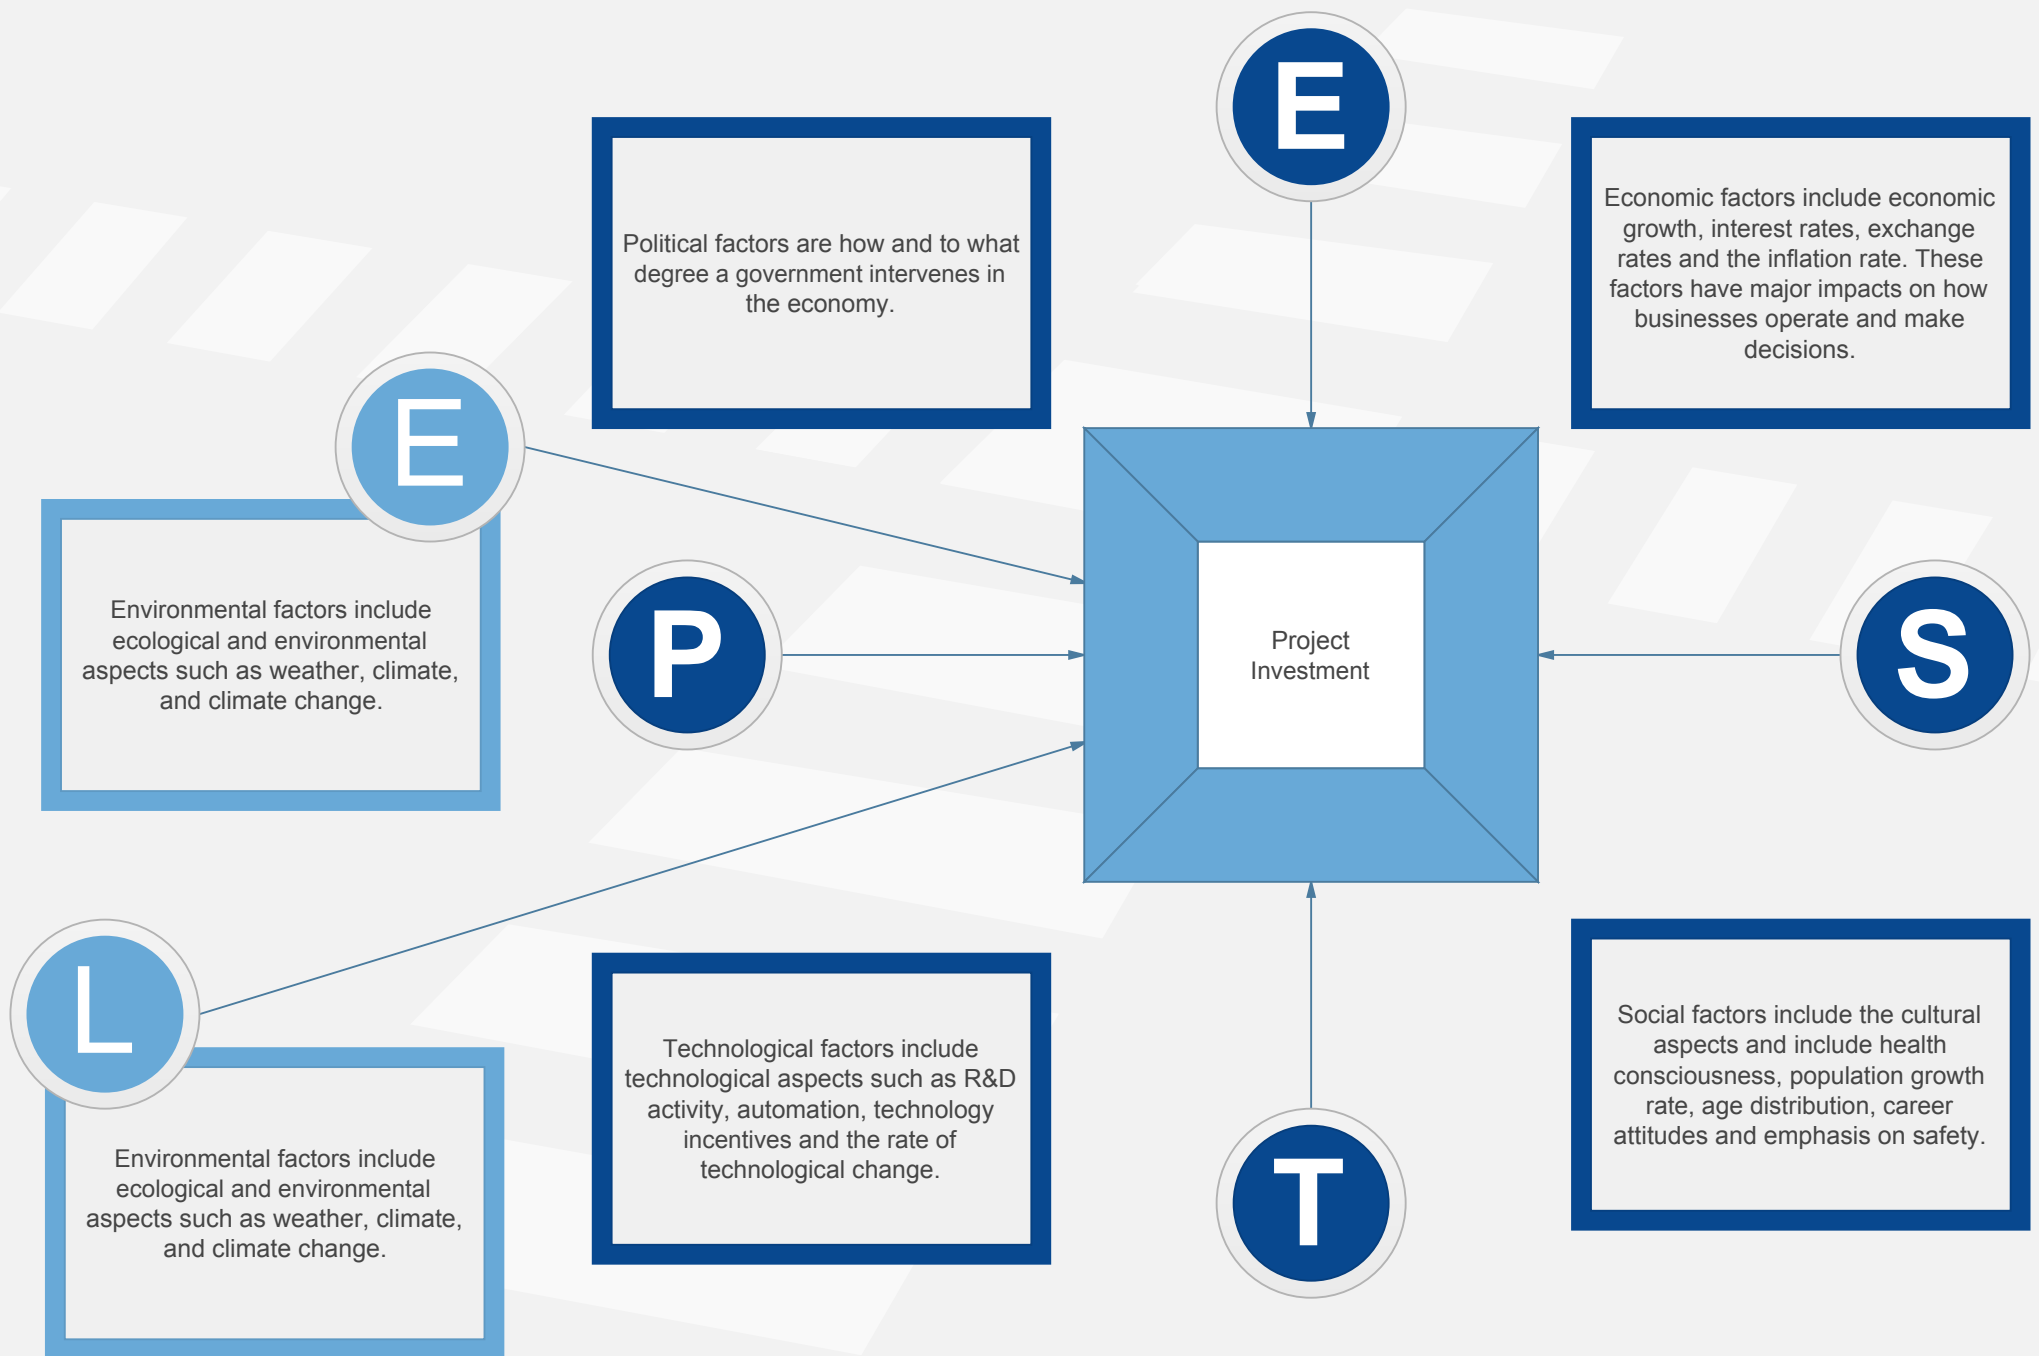 E
Political factors are how and to what
degree a government intervenes in
the economy.
Economic factors include economic
growth, interest rates, exchange
rates and the inflation rate. These
factors have major impacts on how
businesses operate and make
decisions.
E
Environmental factors include
ecological and environmental
aspects such as weather, climate,
and climate change.
P
Project
Investment
S
L
Environmental factors include
ecological and environmental
aspects such as weather, climate,
and climate change.
Technological factors include
technological aspects such as R&D
activity, automation, technology
incentives and the rate of
technological change.
T
Social factors include the cultural
aspects and include health
consciousness, population growth
rate, age distribution, career
attitudes and emphasis on safety.